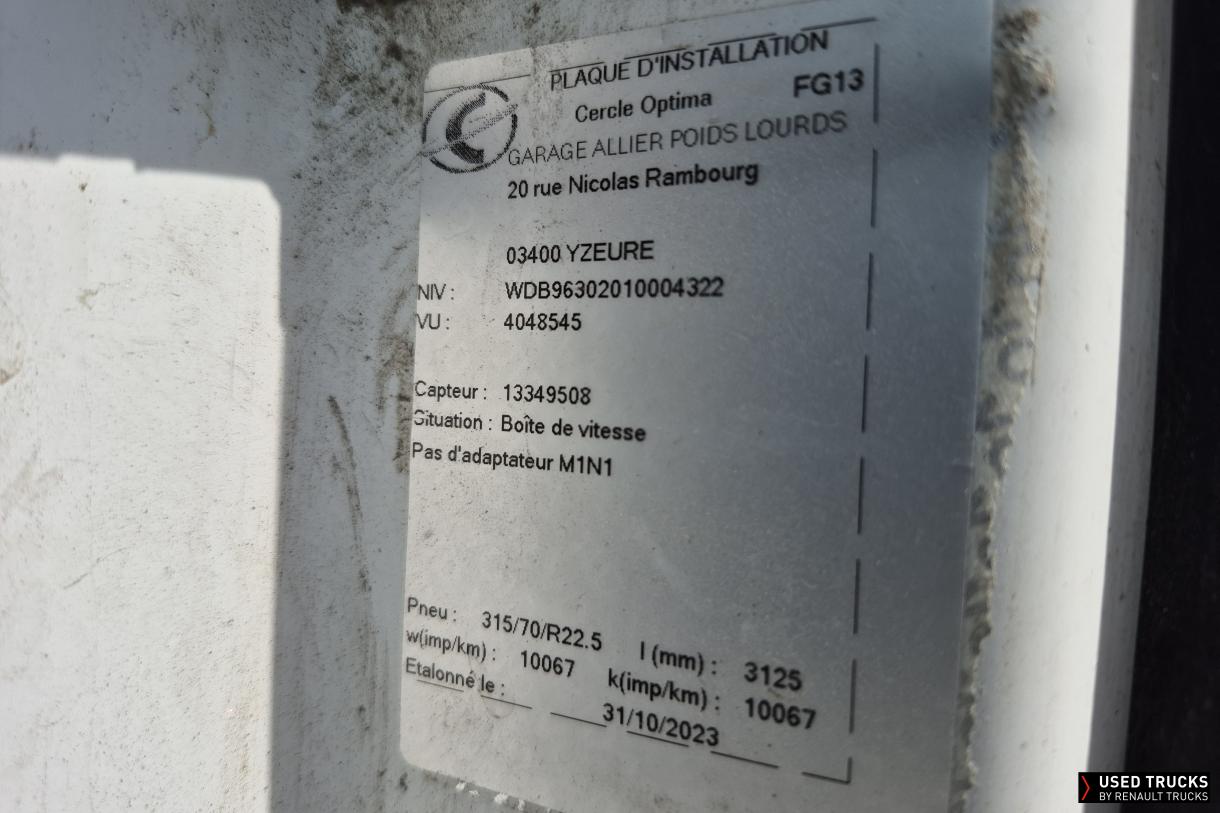 PLAQUE D'INSTALLATION
Cercle Optima FG13
GARAGE ALLIER POIDS LOURDS
20 rue Nicolas Rambourg
03400 YZEURE
NIV : WDB96302010004322
VU : 4048545
Capteur : 13349508
Situation : Boîte de vitesse
Pas d'adaptateur M1N1
Pneu : 315/70/R22.5 l (mm) : 3125
w(imp/km) : 10067 k(imp/km) : 10067
Etalonné le : 31/10/2023
USED TRUCKS
BY RENAULT TRUCKS